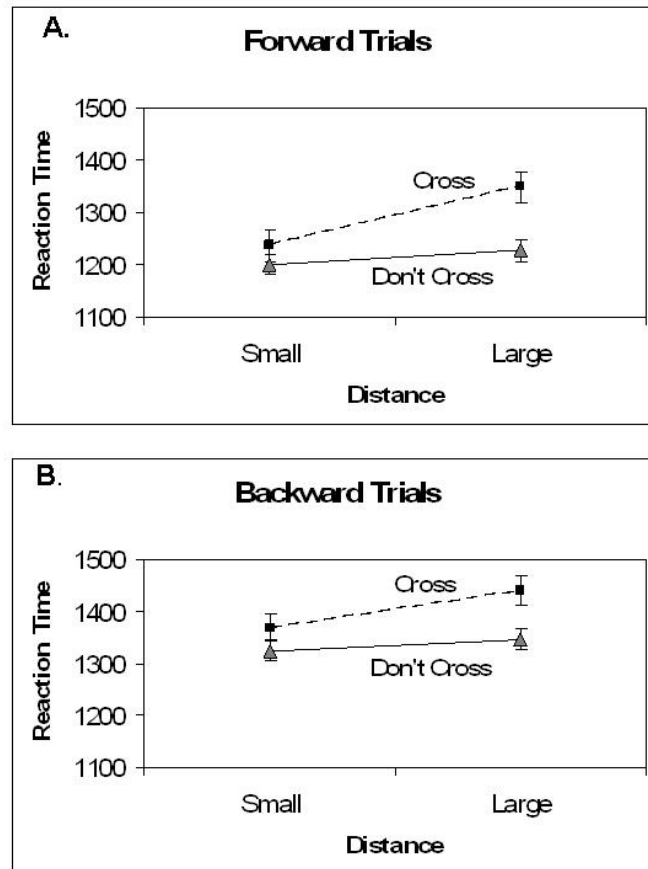 A.
Forward Trials
1500
1400
1300
1200
1100
Reaction Time
Cross
Don't Cross
Small Large
Distance
B.
Backward Trials
1500
1400
1300
1200
1100
Reaction Time
Cross
Don't Cross
Small Large
Distance